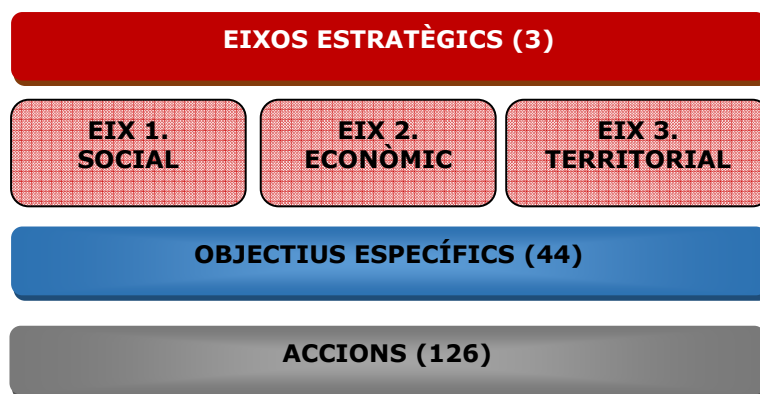 EIXOS ESTRATÈGICS (3)
EIX 1.
SOCIAL
EIX 2.
ECONÒMIC
EIX 3.
TERRITORIAL
OBJECTIUS ESPECÍFICS (44)
ACCIONS (126)